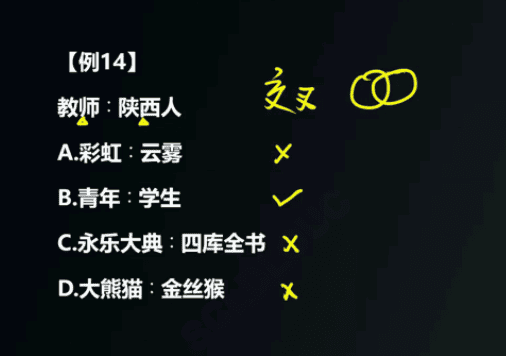 【例14】
教师：陕西人 交叉
A.彩虹：云雾
B.青年：学生
C.永乐大典：四库全书
D.大熊猫：金丝猴